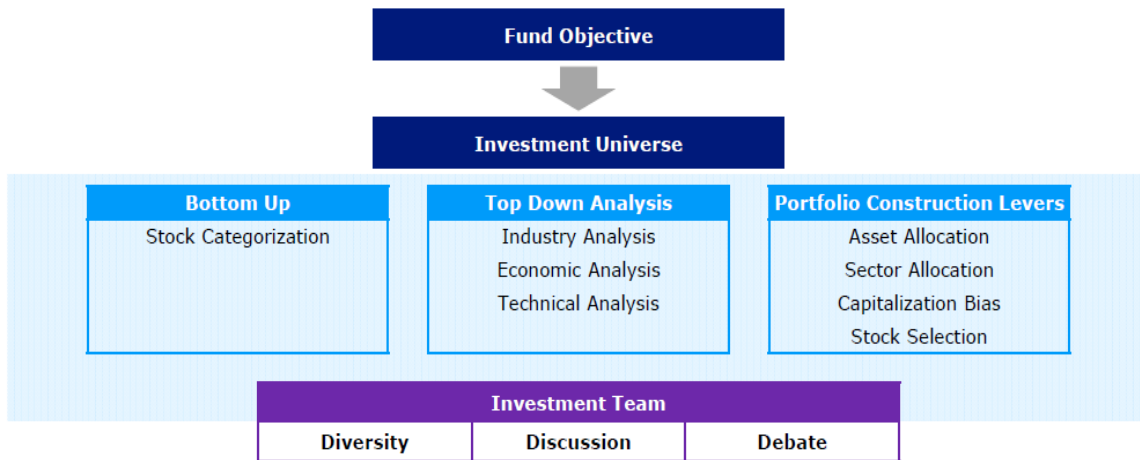 Fund Objective
Investment Universe
Bottom Up
Stock Categorization
Top Down Analysis
Industry Analysis
Economic Analysis
Technical Analysis
Portfolio Construction Levers
Asset Allocation
Sector Allocation
Capitalization Bias
Stock Selection
Investment Team
Diversity Discussion Debate